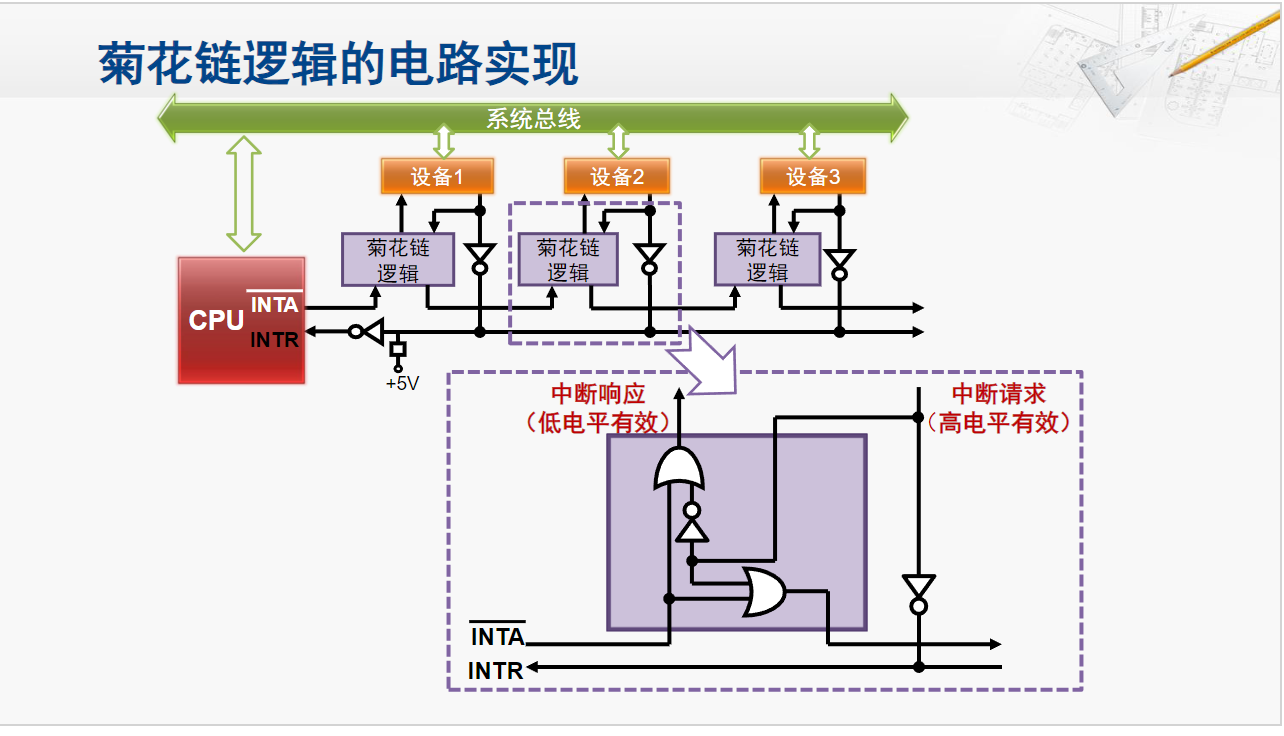 菊花链逻辑的电路实现
系统总线
设备1
设备2
设备3
菊花链
逻辑
菊花链
逻辑
菊花链
逻辑
CPU
INTA
INTR
+5V
中断响应
（低电平有效）
中断请求
（高电平有效）
INTA
INTR